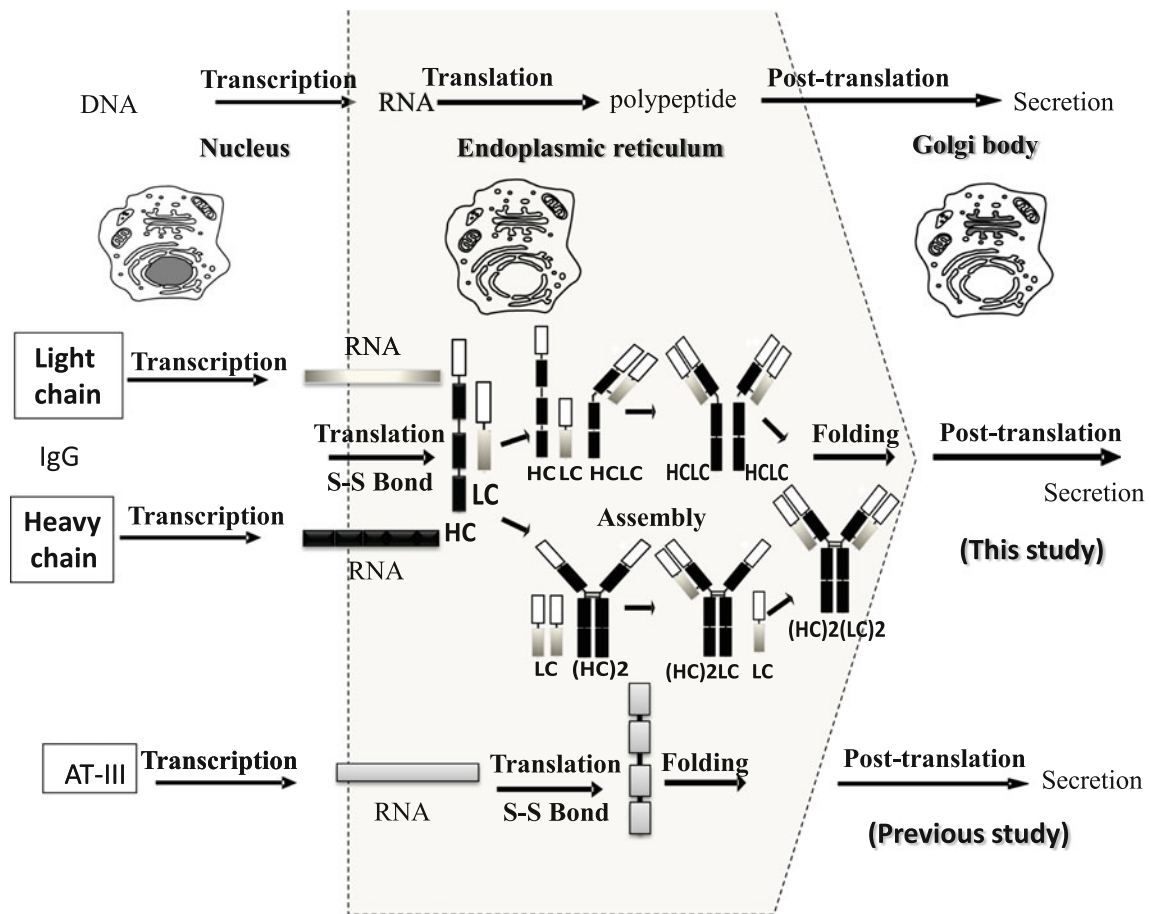 DNA
Transcription
RNA
Translation
polypeptide
Post-translation
Secretion
Nucleus
Endoplasmic reticulum
Golgi body
Light
chain
Transcription
RNA
IgG
Translation
S-S Bond
Heavy
chain
Transcription
RNA
HC
LC
HC LC HCLC
HCLC
HCLC
Folding
Post-translation
Secretion
(This study)
Assembly
LC
(HC)2
(HC)2LC
LC
(HC)2(LC)2
AT-III
Transcription
RNA
Translation
S-S Bond
Folding
Post-translation
Secretion
(Previous study)